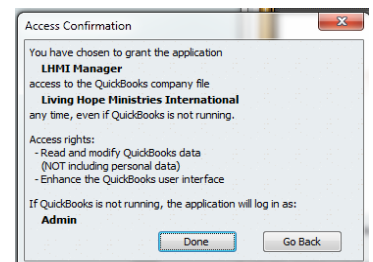 Access Confirmation
You have chosen to grant the application
LHMI Manager
access to the QuickBooks company file
Living Hope Ministries International
any time, even if QuickBooks is not running.
Access rights:
- Read and modify QuickBooks data
(NOT including personal data)
- Enhance the QuickBooks user interface
If QuickBooks is not running, the application will log in as:
Admin
Done Go Back